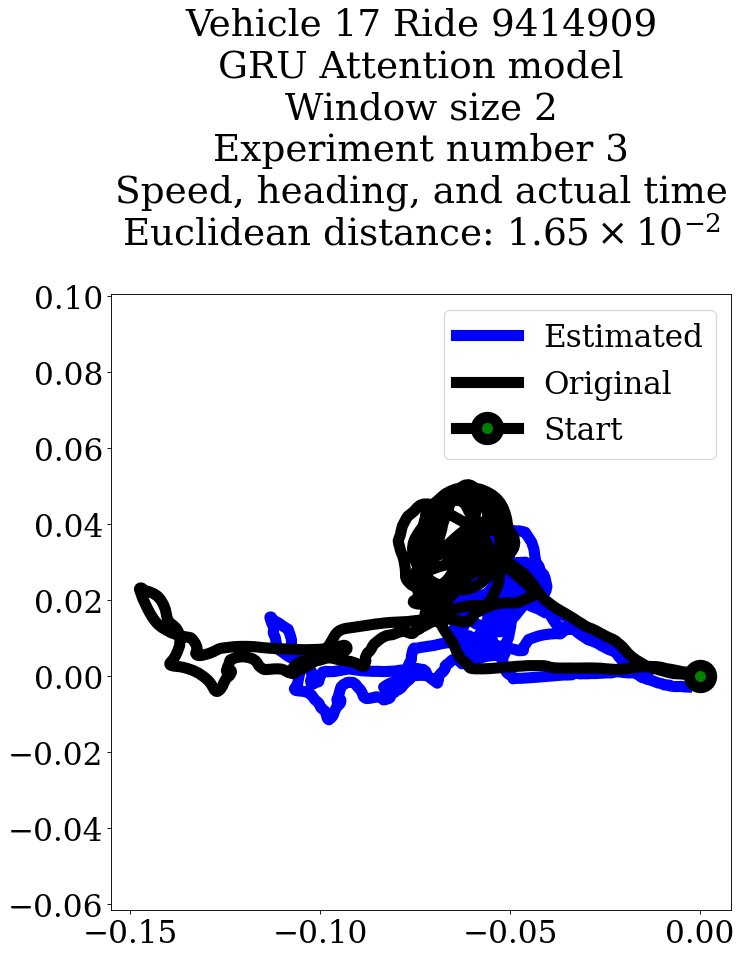 Vehicle 17 Ride 9414909
GRU Attention model
Window size 2
Experiment number 3
Speed, heading, and actual time
Euclidean distance: 1.65 × 10⁻²
Estimated
Original
Start
0.10
0.08
0.06
0.04
0.02
0.00
−0.02
−0.04
−0.06
−0.15
−0.10
−0.05
0.00